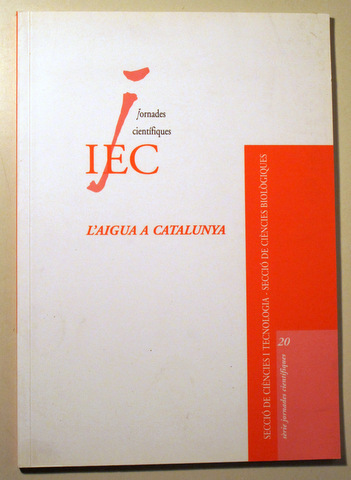 jornades
científiques
IEC
L'AIGUA A CATALUNYA
SECCIÓ DE CIÈNCIES I TECNOLOGIA · SECCIÓ DE CIÈNCIES BIOLÒGIQUES
20
sèrie jornades científiques